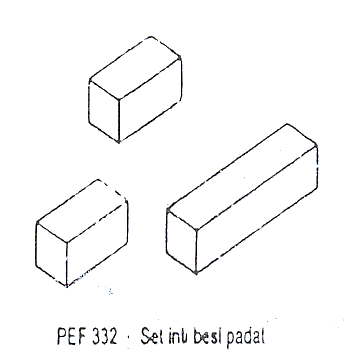 PEF 332 · Set inti besi padat